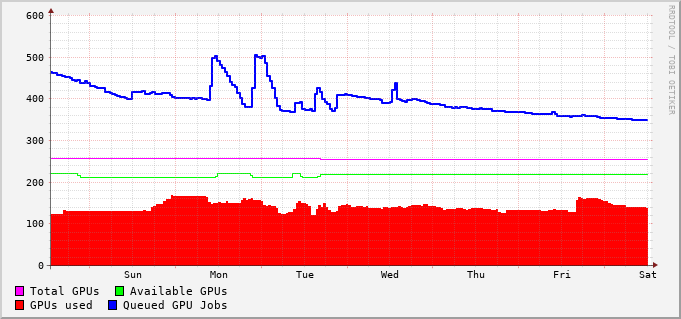 RRDTOOL / TOBI OETIKER
600
500
400
300
200
100
0
Sun Mon Tue Wed Thu Fri Sat
Total GPUs Available GPUs
GPUs used Queued GPU Jobs